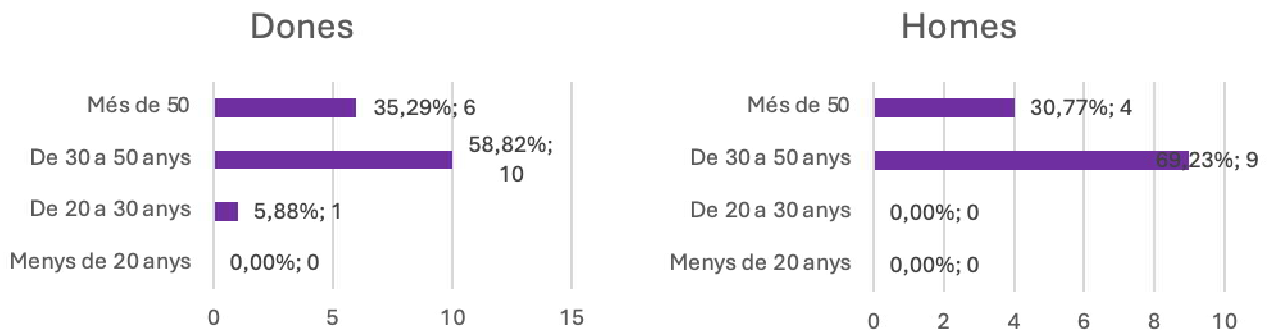 Dones
Més de 50
35,29%; 6
De 30 a 50 anys
58,82%;
10
De 20 a 30 anys
5,88%; 1
Menys de 20 anys
0,00%; 0
0 5 10 15
Homes
Més de 50
30,77%; 4
De 30 a 50 anys
69,23%; 9
De 20 a 30 anys
0,00%; 0
Menys de 20 anys
0,00%; 0
0 2 4 6 8 10